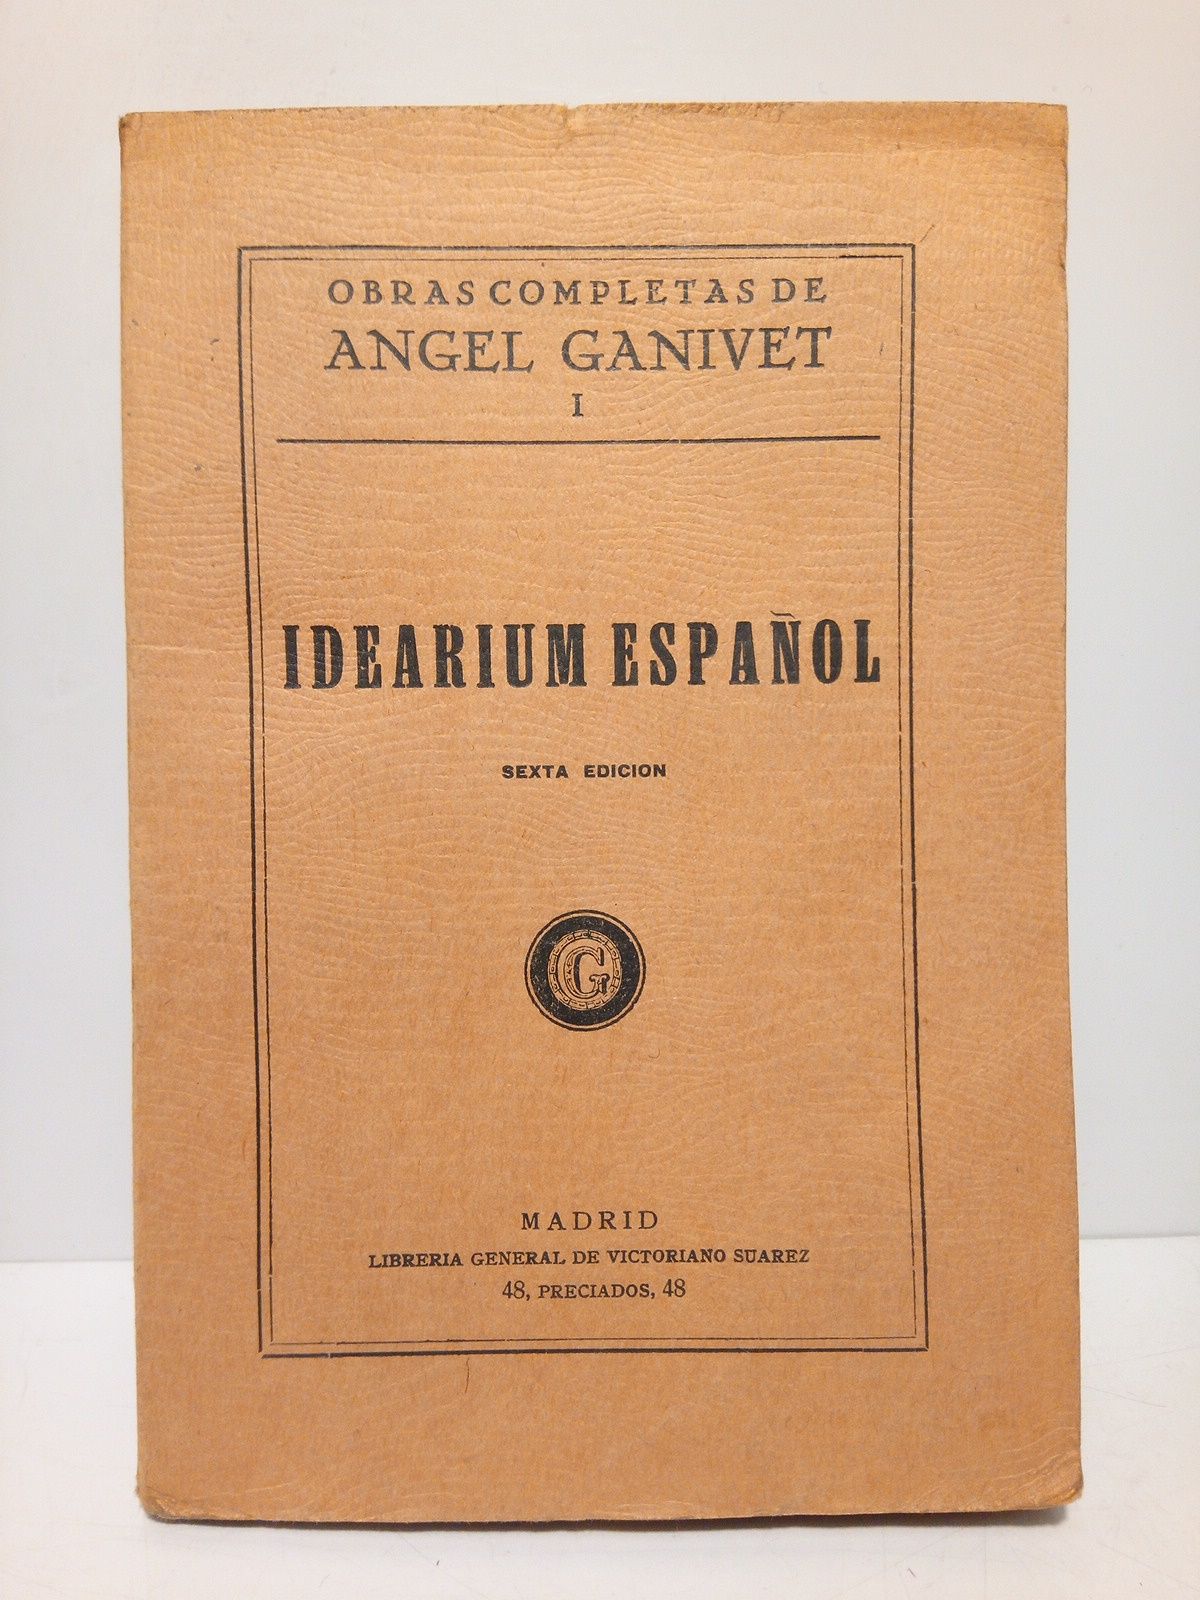 OBRAS COMPLETAS DE
ANGEL GANIVET
I
IDEARIUM ESPAÑOL
SEXTA EDICION
G
MADRID
LIBRERIA GENERAL DE VICTORIANO SUAREZ
48, PRECIADOS, 48